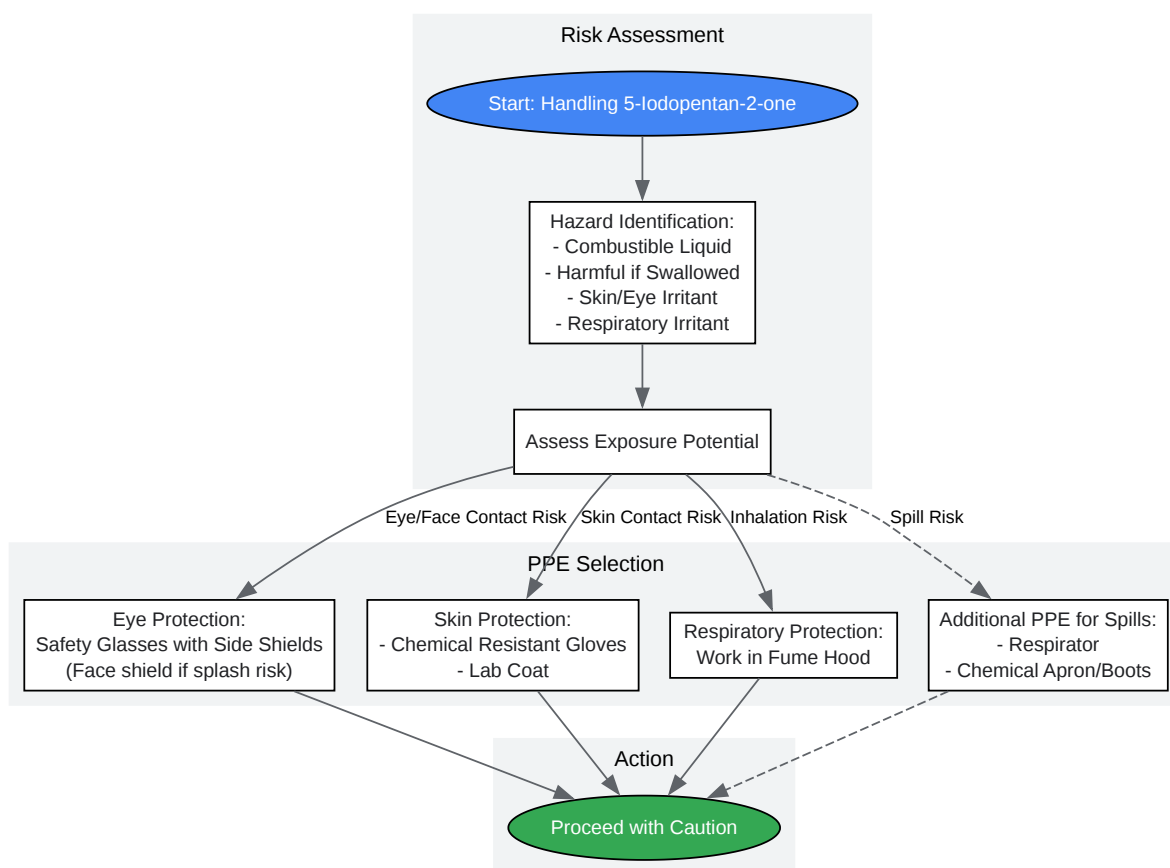 Risk Assessment
Start: Handling 5-Iodopentan-2-one
Hazard Identification:
- Combustible Liquid
- Harmful if Swallowed
- Skin/Eye Irritant
- Respiratory Irritant
Assess Exposure Potential
Eye/Face Contact Risk
Skin Contact Risk
Inhalation Risk
Spill Risk
PPE Selection
Eye Protection:
Safety Glasses with Side Shields
(Face shield if splash risk)
Skin Protection:
- Chemical Resistant Gloves
- Lab Coat
Respiratory Protection:
Work in Fume Hood
Additional PPE for Spills:
- Respirator
- Chemical Apron/Boots
Action
Proceed with Caution